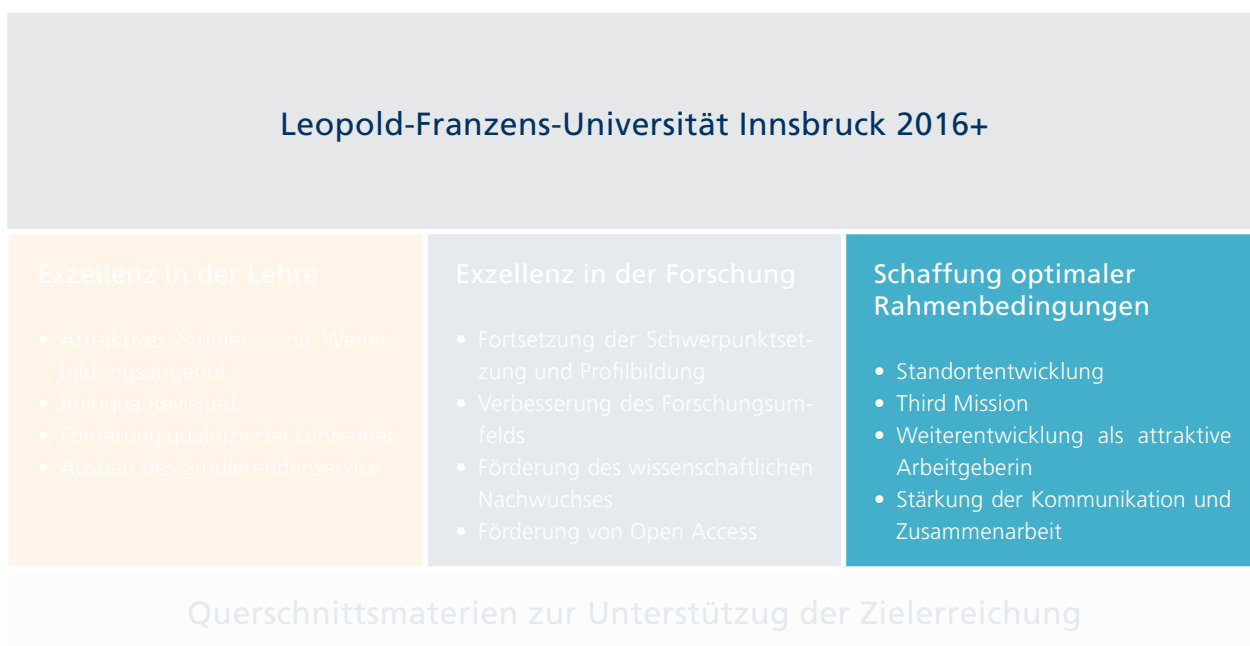 Leopold-Franzens-Universität Innsbruck 2016+
Exzellenz in der Lehre
• Attraktives Studien- und Weiter-
bildungsangebot
• Bologna Revisited
• Förderung qualifizierter Lehrender
• Ausbau des Studierendenservice
Exzellenz in der Forschung
• Fortsetzung der Schwerpunktset-
zung und Profilbildung
• Verbesserung des Forschungsum-
felds
• Förderung des wissenschaftlichen
Nachwuchses
• Förderung von Open Access
Schaffung optimaler
Rahmenbedingungen
• Standortentwicklung
• Third Mission
• Weiterentwicklung als attraktive
Arbeitgeberin
• Stärkung der Kommunikation und
Zusammenarbeit
Querschnittsmaterien zur Unterstützug der Zielerreichung